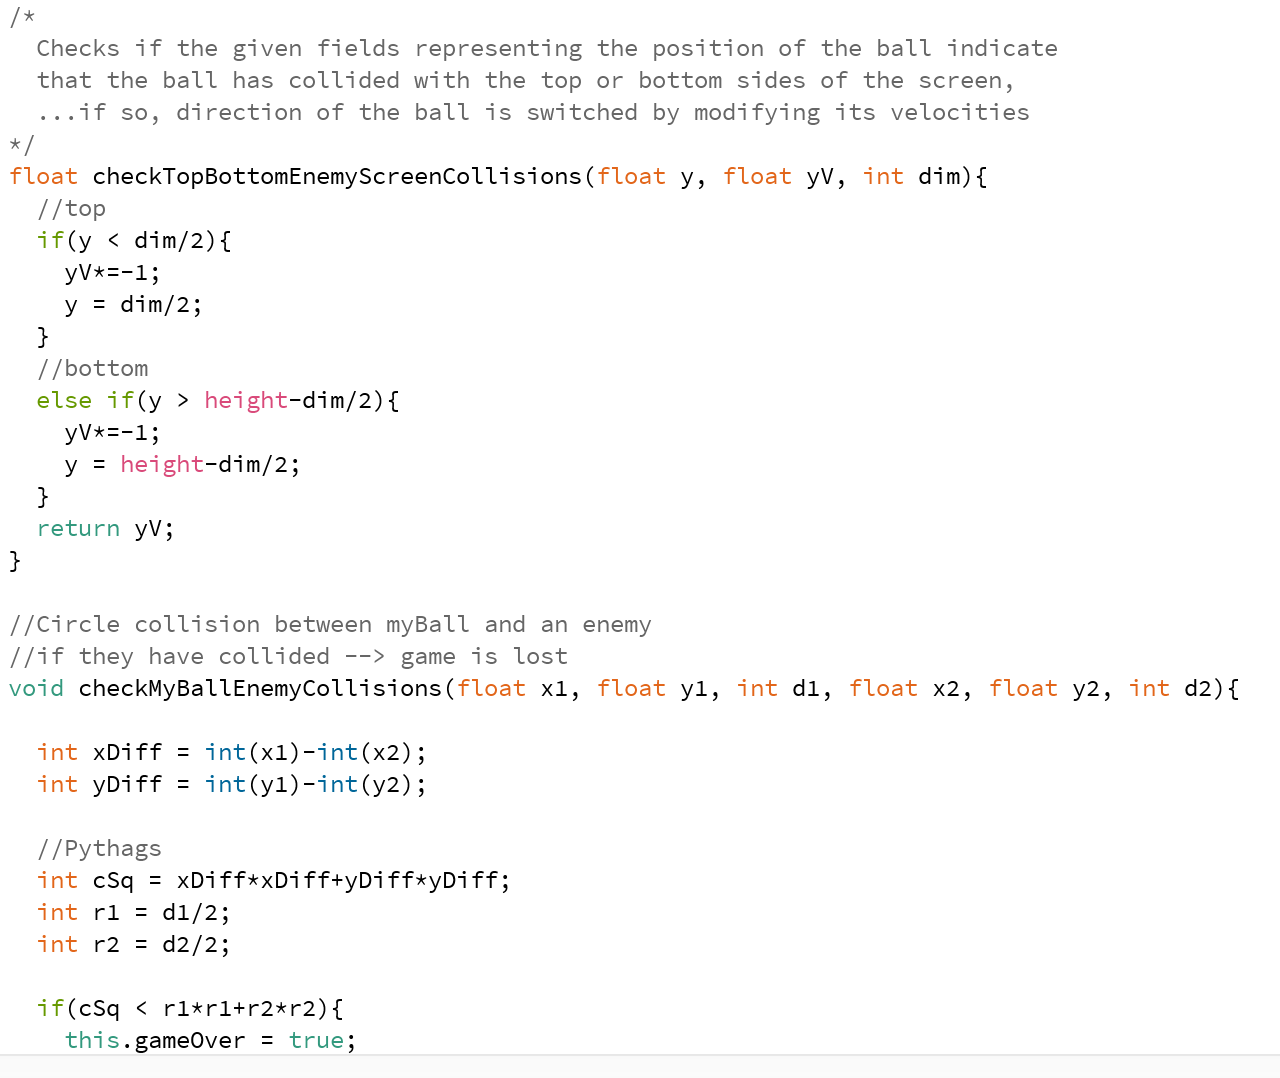 /*
  Checks if the given fields representing the position of the ball indicate
  that the ball has collided with the top or bottom sides of the screen,
  ...if so, direction of the ball is switched by modifying its velocities
*/
float checkTopBottomEnemyScreenCollisions(float y, float yV, int dim){
  //top
  if(y < dim/2){
    yV*=-1;
    y = dim/2;
  }
  //bottom
  else if(y > height-dim/2){
    yV*=-1;
    y = height-dim/2;
  }
  return yV;
}

//Circle collision between myBall and an enemy
//if they have collided --> game is lost
void checkMyBallEnemyCollisions(float x1, float y1, int d1, float x2, float y2, int d2){

  int xDiff = int(x1)-int(x2);
  int yDiff = int(y1)-int(y2);

  //Pythags
  int cSq = xDiff*xDiff+yDiff*yDiff;
  int r1 = d1/2;
  int r2 = d2/2;

  if(cSq < r1*r1+r2*r2){
    this.gameOver = true;